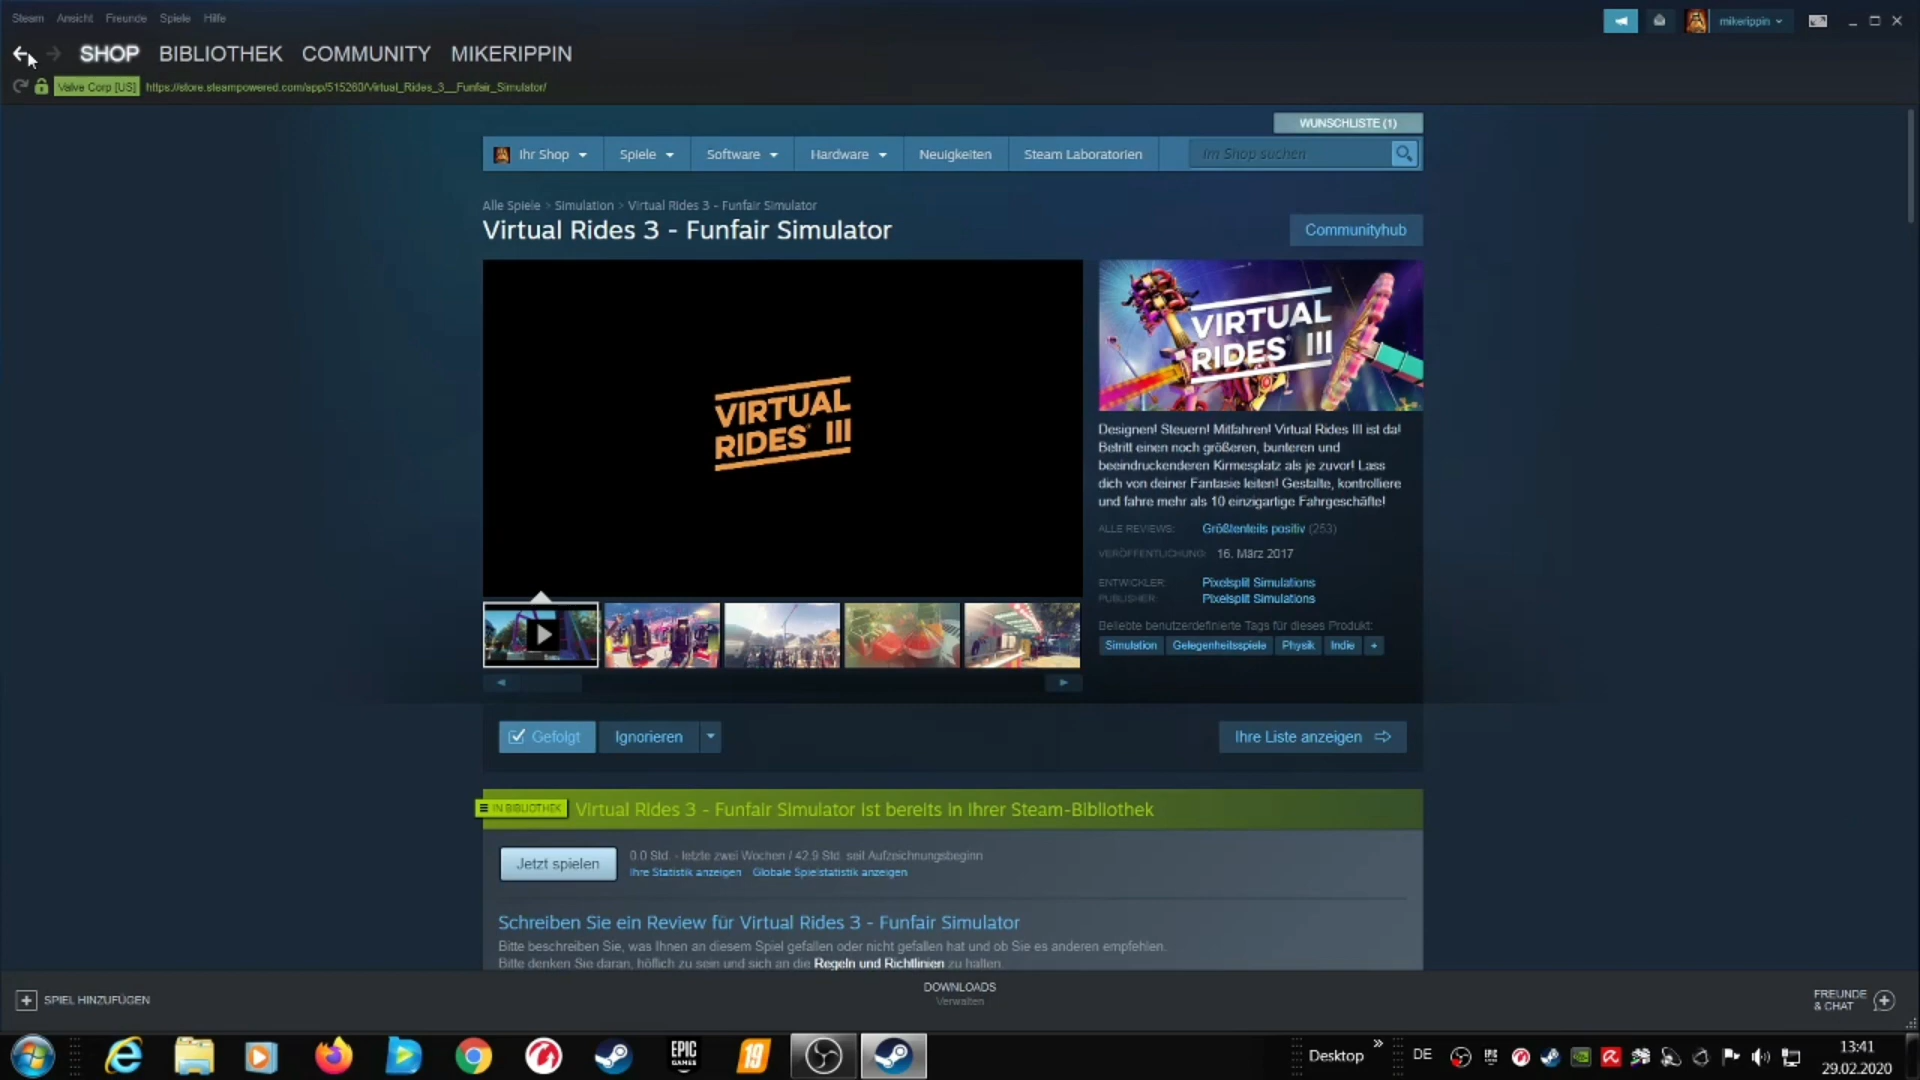 Steam Ansicht Freunde Spiele Hilfe
mikerippin
SHOP BIBLIOTHEK COMMUNITY MIKERIPPIN
Valve Corp [US] https://store.steampowered.com/app/515260/Virtual_Rides_3__Funfair_Simulator/
WUNSCHLISTE (1)
Ihr Shop Spiele Software Hardware Neuigkeiten Steam Laboratorien Im Shop suchen
Alle Spiele > Simulation > Virtual Rides 3 - Funfair Simulator
Virtual Rides 3 - Funfair Simulator
Communityhub
VIRTUAL
RIDES III
VIRTUAL
RIDES III
Designen! Steuern! Mitfahren! Virtual Rides III ist da!
Betritt einen noch größeren, bunteren und
beeindruckenderen Kirmesplatz als je zuvor! Lass
dich von deiner Fantasie leiten! Gestalte, kontrolliere
und fahre mehr als 10 einzigartige Fahrgeschäfte!
ALLE REVIEWS: Größtenteils positiv (253)
VERÖFFENTLICHUNG: 16. März 2017
ENTWICKLER: Pixelsplit Simulations
PUBLISHER: Pixelsplit Simulations
Beliebte benutzerdefinierte Tags für dieses Produkt:
Simulation Gelegenheitsspiele Physik Indie +
Gefolgt Ignorieren Ihre Liste anzeigen
IN BIBLIOTHEK Virtual Rides 3 - Funfair Simulator ist bereits in Ihrer Steam-Bibliothek
Jetzt spielen
0.0 Std. - letzte zwei Wochen / 42.9 Std. seit Aufzeichnungsbeginn
Ihre Statistik anzeigen Globale Spielstatistik anzeigen
Schreiben Sie ein Review für Virtual Rides 3 - Funfair Simulator
Bitte beschreiben Sie, was Ihnen an diesem Spiel gefallen oder nicht gefallen hat und ob Sie es anderen empfehlen.
Bitte denken Sie daran, höflich zu sein und sich an die Regeln und Richtlinien zu halten
SPIEL HINZUFÜGEN
DOWNLOADS
Verwalten
FREUNDE
& CHAT
EPIC
GAMES
19
Desktop
DE
13:41
29.02.2020